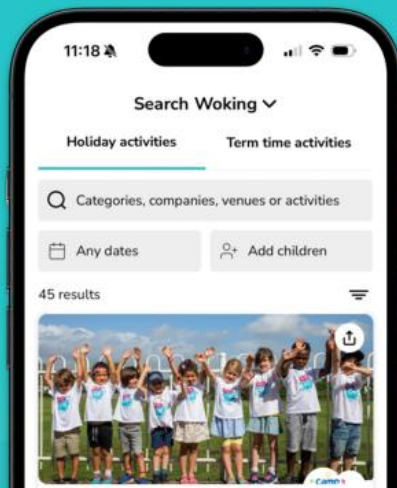 11:18
Search Woking
Holiday activities
Term time activities
Categories, companies, venues or activities
Any dates
Add children
45 results
Camp